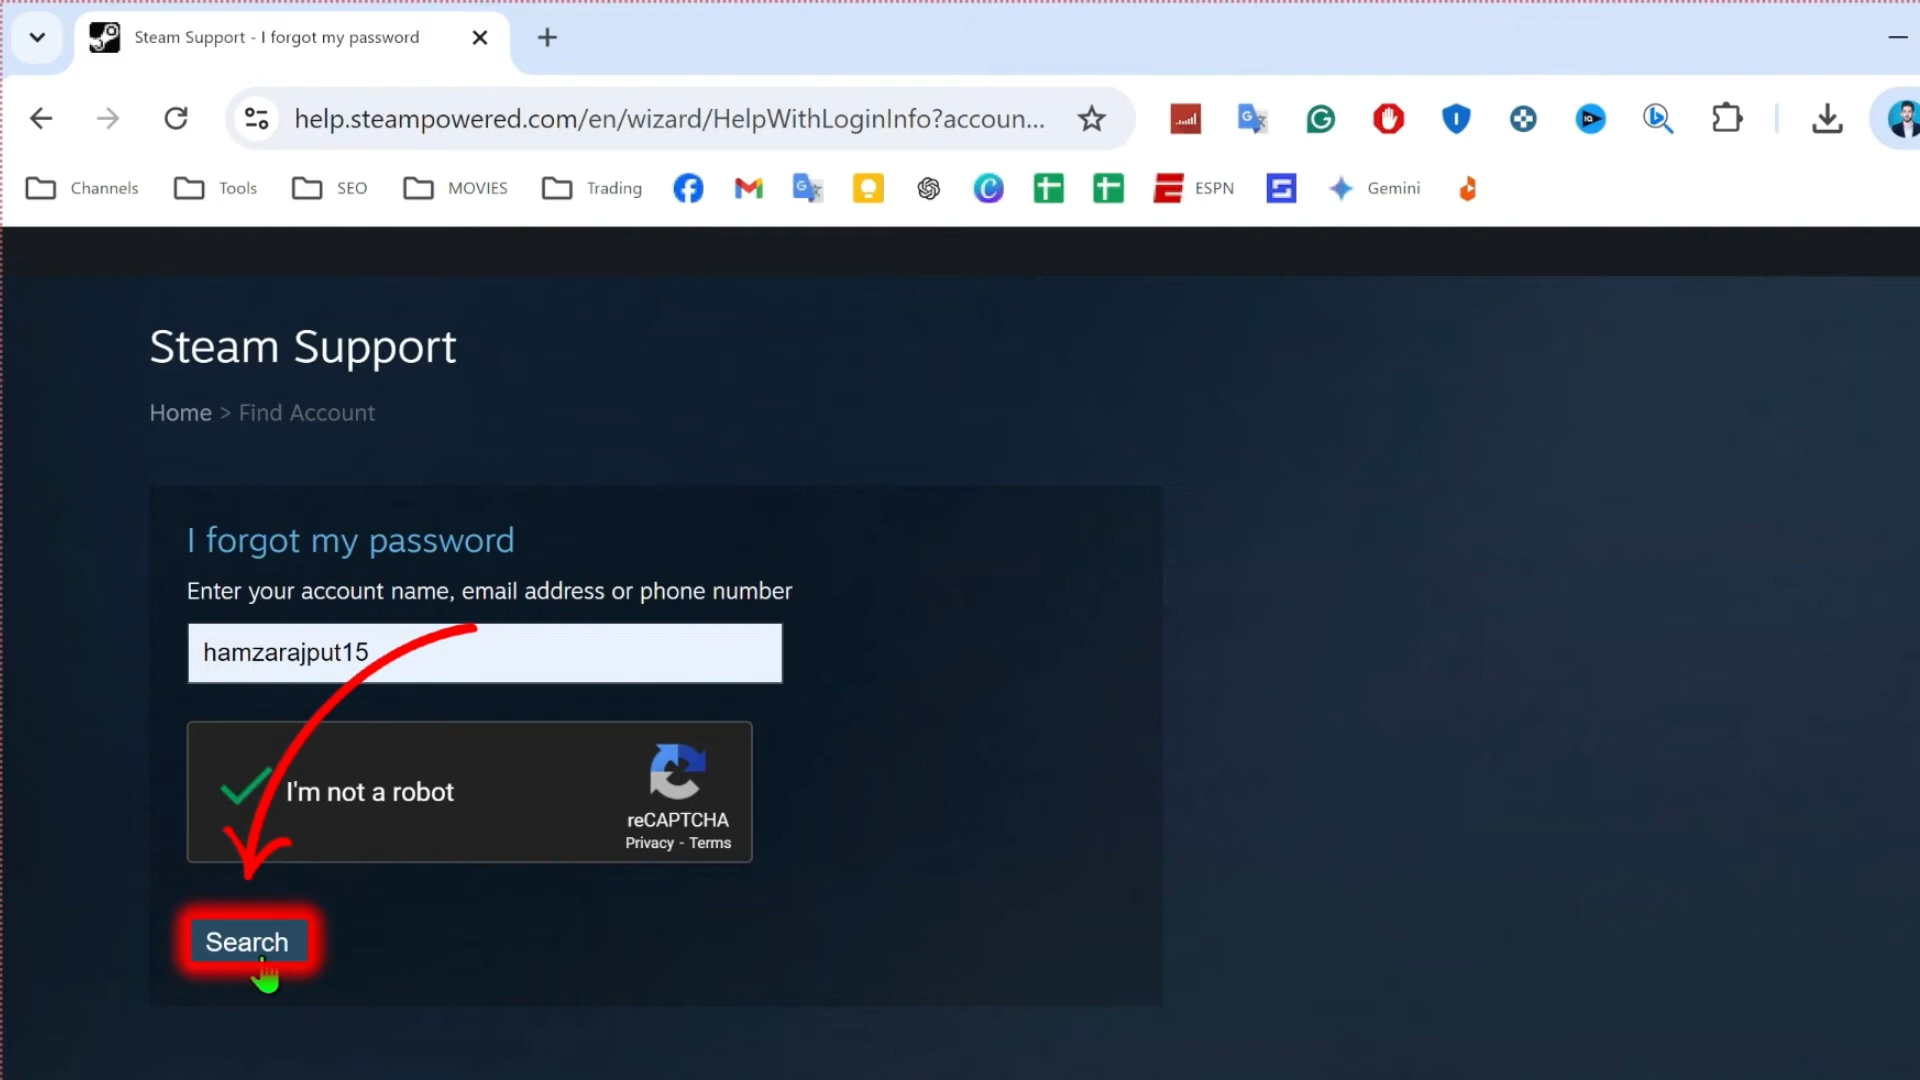 Steam Support - I forgot my password
help.steampowered.com/en/wizard/HelpWithLoginInfo?accoun...
Channels
Tools
SEO
MOVIES
Trading
ESPN
Gemini
Steam Support
Home > Find Account
I forgot my password
Enter your account name, email address or phone number
hamzarajput15
I'm not a robot
reCAPTCHA
Privacy - Terms
Search